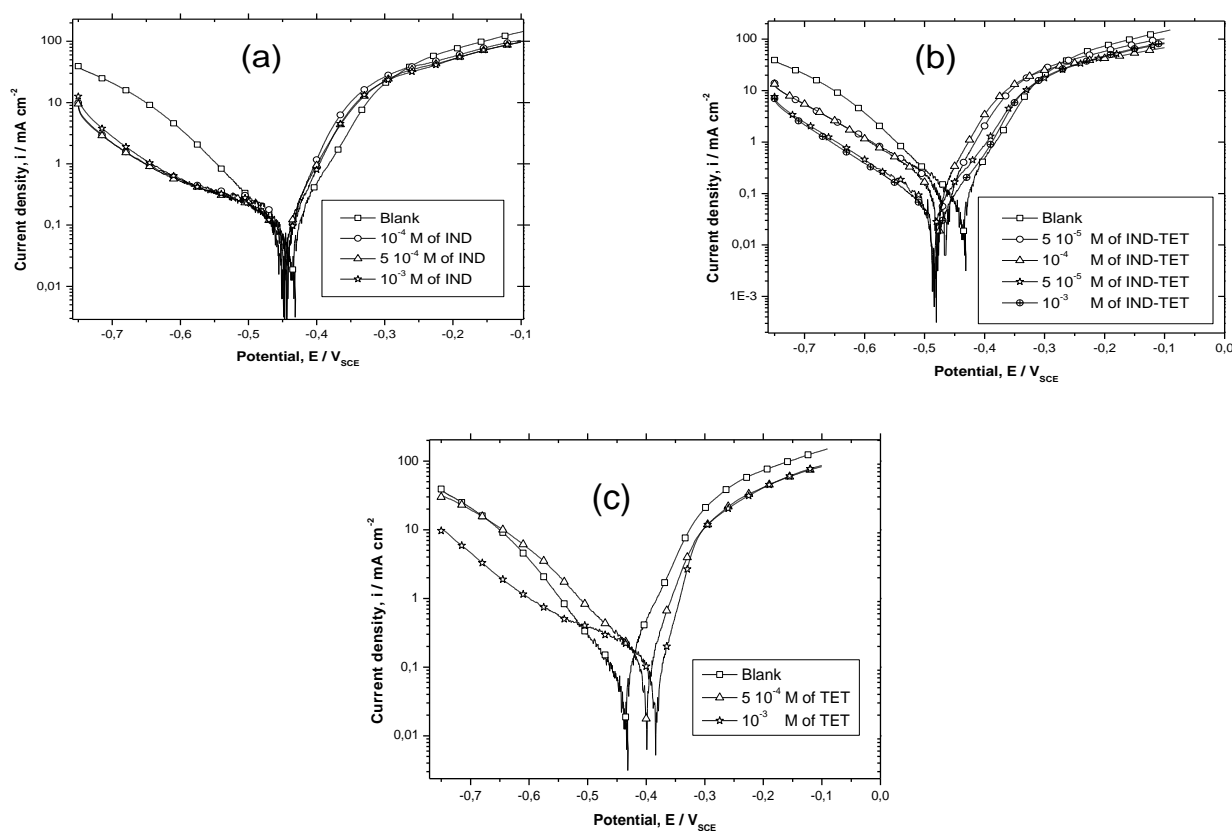 (a)
100
10
1
0,1
0,01
Current density, i / mA cm⁻²
Blank
10⁻⁴ M of IND
5 10⁻⁴ M of IND
10⁻³ M of IND
-0,7 -0,6 -0,5 -0,4 -0,3 -0,2 -0,1
Potential, E / V_SCE
(b)
100
10
1
0,1
0,01
1E-3
Current density, i / mA cm⁻²
Blank
5 10⁻⁵ M of IND-TET
10⁻⁴ M of IND-TET
5 10⁻⁵ M of IND-TET
10⁻³ M of IND-TET
-0,7 -0,6 -0,5 -0,4 -0,3 -0,2 -0,1 0,0
Potential, E / V_SCE
(c)
100
10
1
0,1
0,01
Current density, i / mA cm⁻²
Blank
5 10⁻⁴ M of TET
10⁻³ M of TET
-0,7 -0,6 -0,5 -0,4 -0,3 -0,2 -0,1 0,0
Potential, E / V_SCE